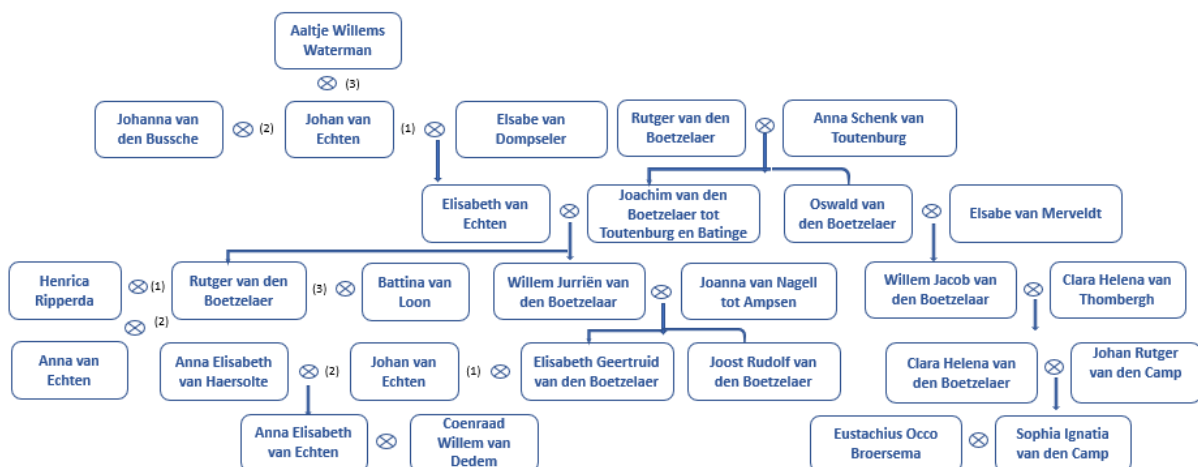 Aaltje Willems
Waterman
(3)
Johanna van
den Bussche
(2)
Johan van
Echten
(1)
Elsabe van
Dompseler
Rutger van den
Boetzelaer
Anna Schenk van
Toutenburg
Elisabeth van
Echten
Joachim van den
Boetzelaer tot
Toutenburg en Batinge
Oswald van
den Boetzelaer
Elsabe van Merveldt
Henrica
Ripperda
(1)
Rutger van den
Boetzelaer
(3)
Battina van
Loon
Willem Jurriën van
den Boetzelaar
Joanna van Nagell
tot Ampsen
Willem Jacob van
den Boetzelaar
Clara Helena van
Thombergh
(2)
Anna van
Echten
Anna Elisabeth
van Haersolte
(2)
Johan van
Echten
(1)
Elisabeth Geertruid
van den Boetzelaer
Joost Rudolf van
den Boetzelaer
Clara Helena van
den Boetzelaer
Johan Rutger
van den Camp
Anna Elisabeth
van Echten
Coenraad
Willem van
Dedem
Eustachius Occo
Broersema
Sophia Ignatia
van den Camp